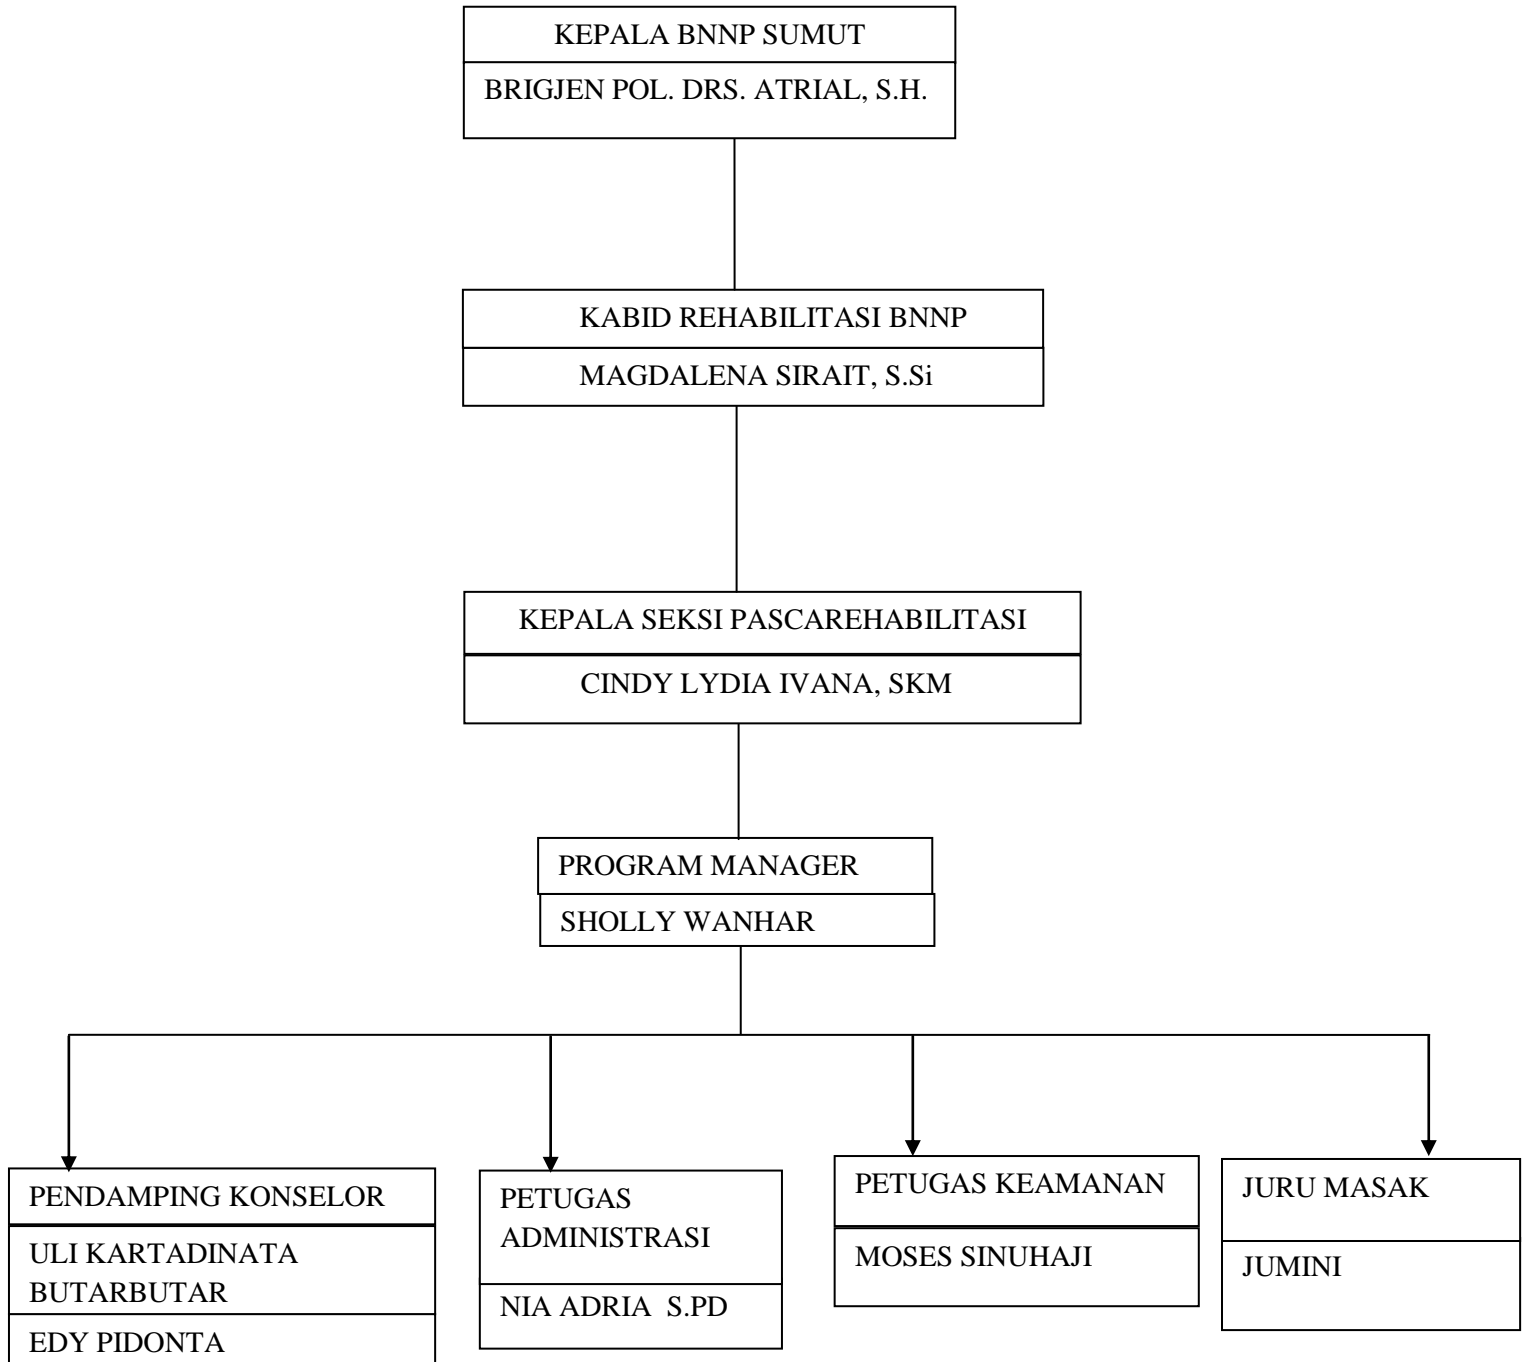 KEPALA BNNP SUMUT
BRIGJEN POL. DRS. ATRIAL, S.H.
KABID REHABILITASI BNNP
MAGDALENA SIRAIT, S.Si
KEPALA SEKSI PASCAREHABILITASI
CINDY LYDIA IVANA, SKM
PROGRAM MANAGER
SHOLLY WANHAR
PENDAMPING KONSELOR
ULI KARTADINATA
BUTARBUTAR
EDY PIDONTA
PETUGAS
ADMINISTRASI
NIA ADRIA  S.PD
PETUGAS KEAMANAN
MOSES SINUHAJI
JURU MASAK
JUMINI